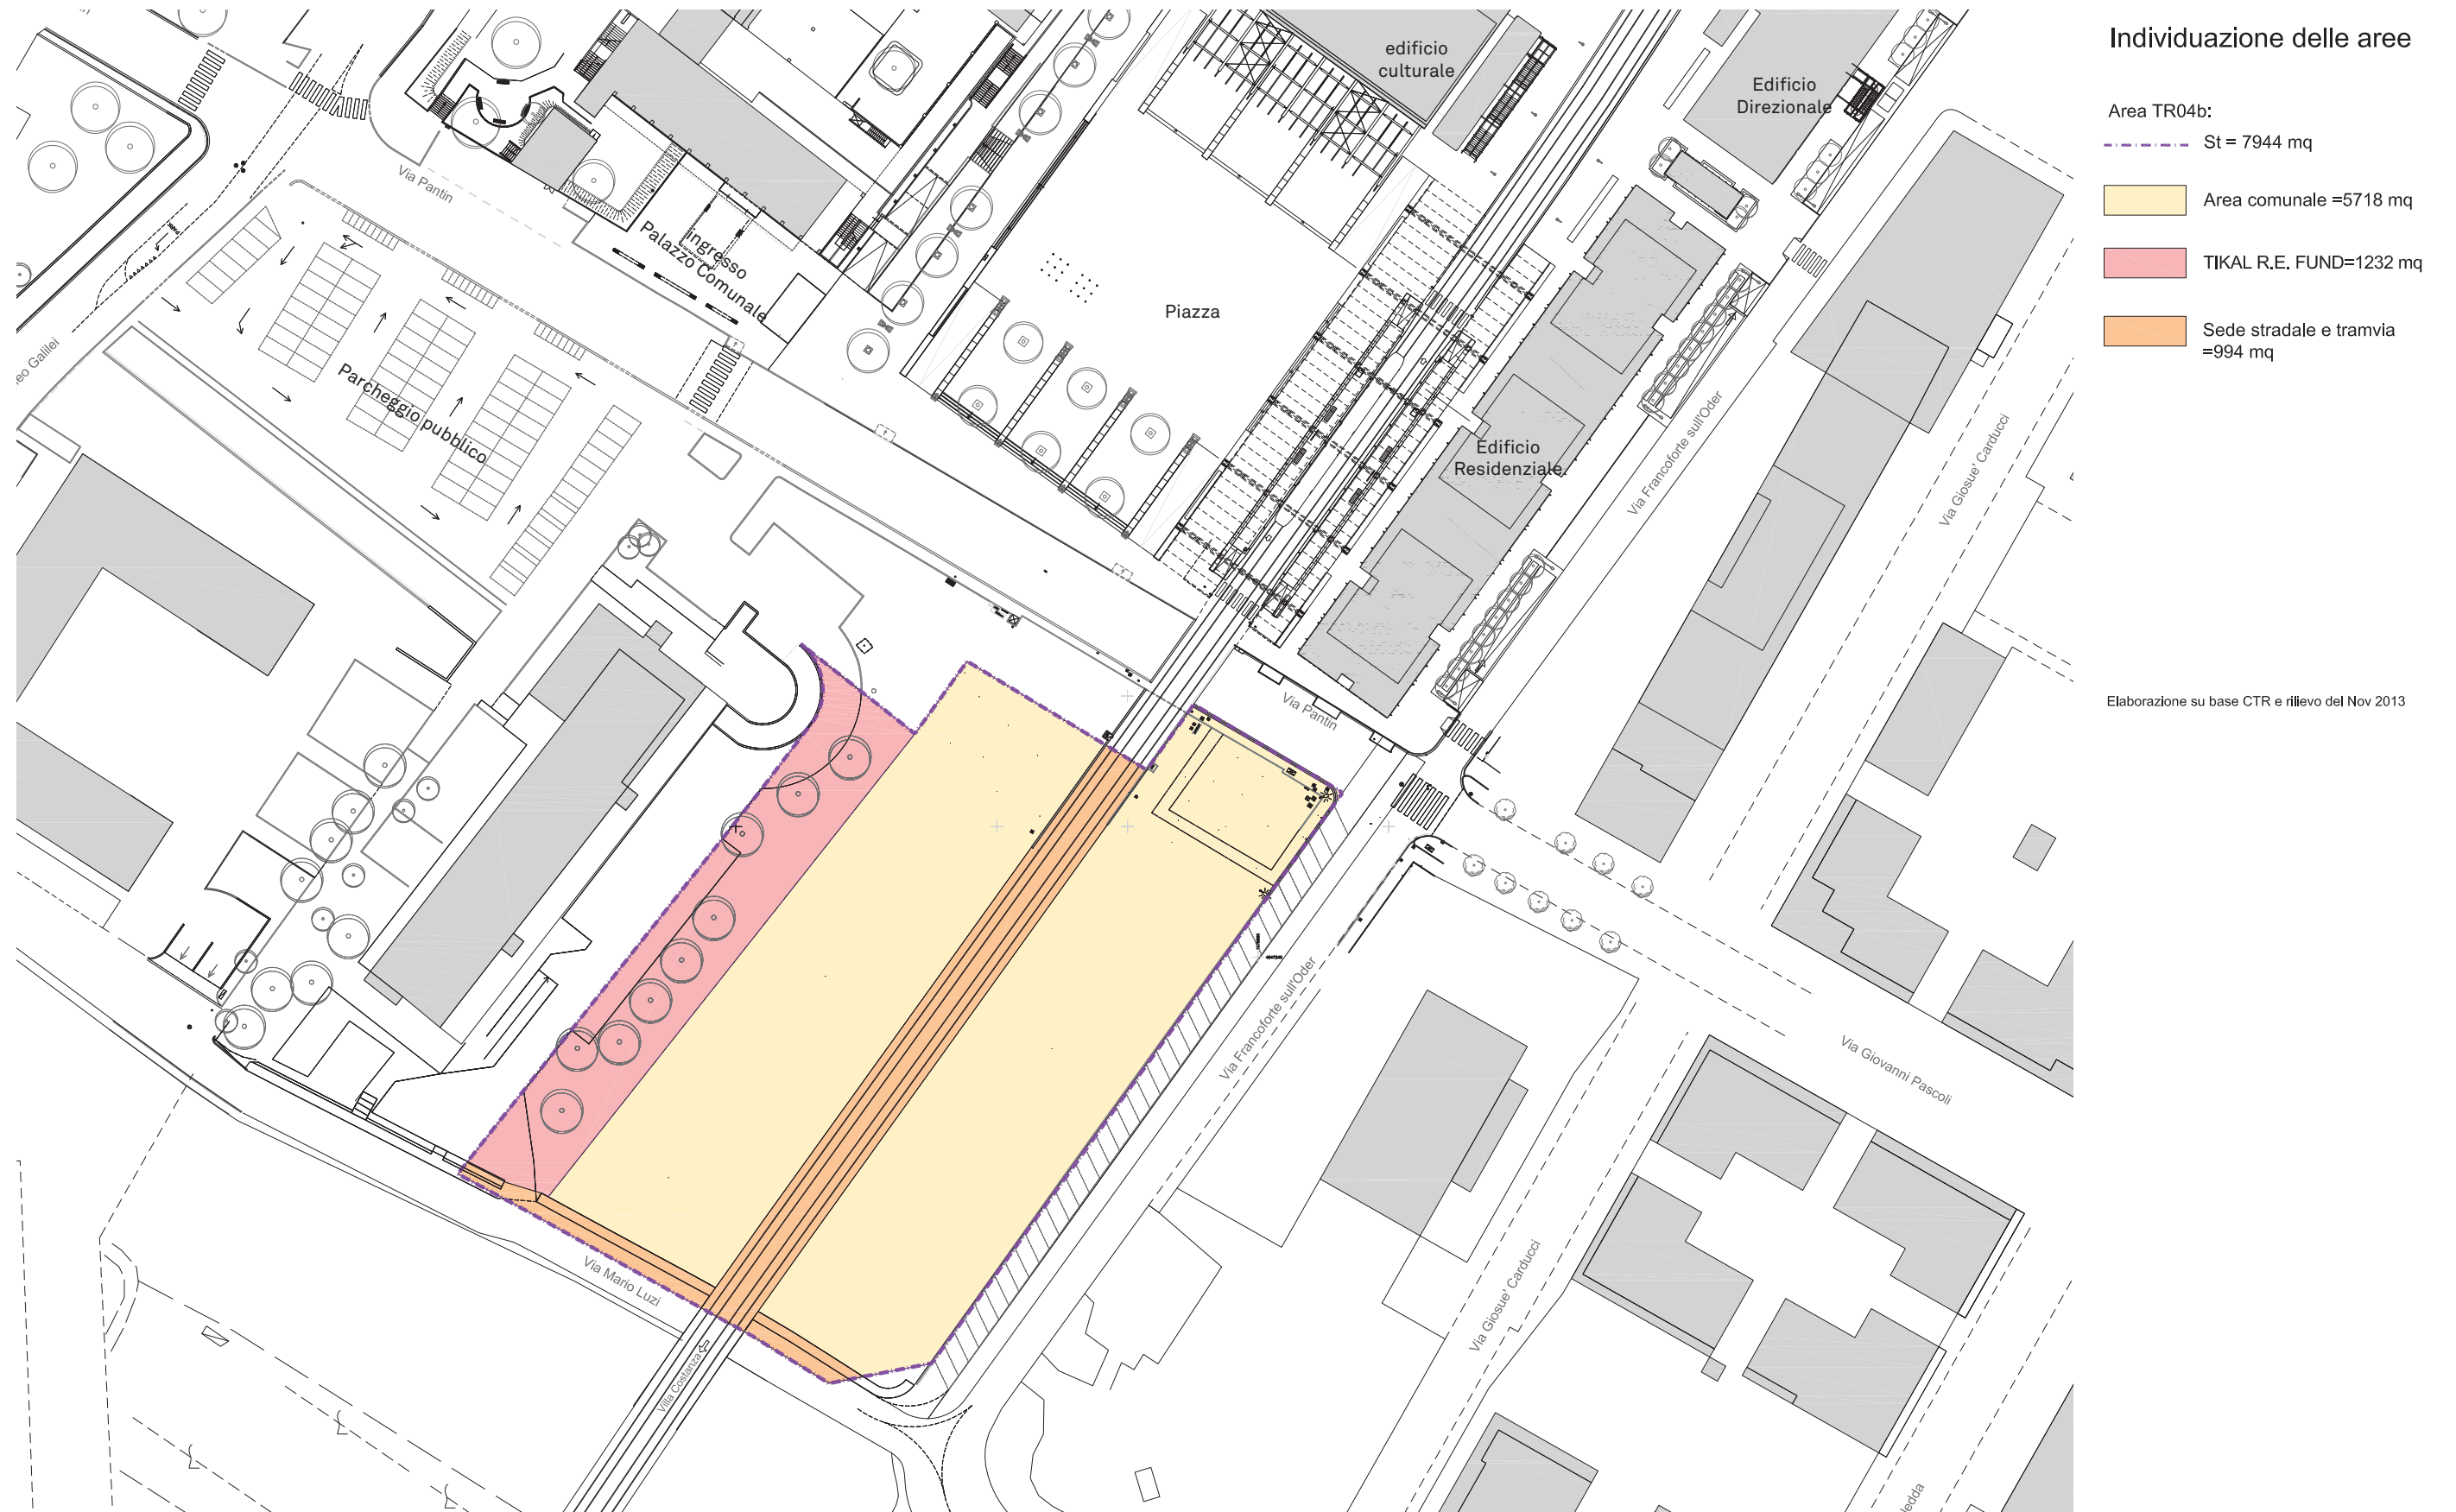 Individuazione delle aree
Area TR04b:
St = 7944 mq
Area comunale =5718 mq
TIKAL R.E. FUND=1232 mq
Sede stradale e tramvia
=994 mq
Elaborazione su base CTR e rilievo del Nov 2013
edificio
culturale
Edificio
Direzionale
Via Pantin
Ingresso
Palazzo Comunale
Piazza
Parcheggio pubblico
Edificio
Residenziale
Via Francoforte sull'Oder
Via Giosue' Carducci
Via Pantin
Via Francoforte sull'Oder
Via Giovanni Pascoli
Via Mario Luzi
Villa Costanza
Via Giosue' Carducci
eo Galilei
edda